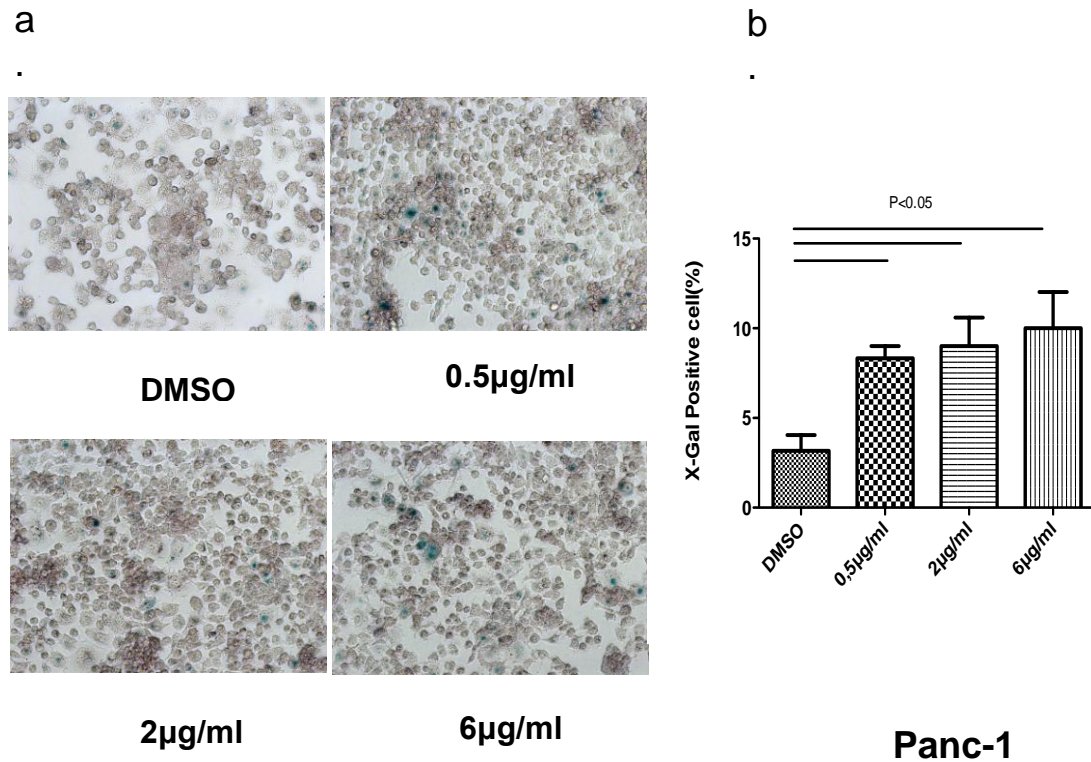 a
.
DMSO
0.5µg/ml
2µg/ml
6µg/ml
b
.
P<0.05
X-Gal Positive cell(%)
15
10
5
0
DMSO
0,5µg/ml
2µg/ml
6µg/ml
Panc-1